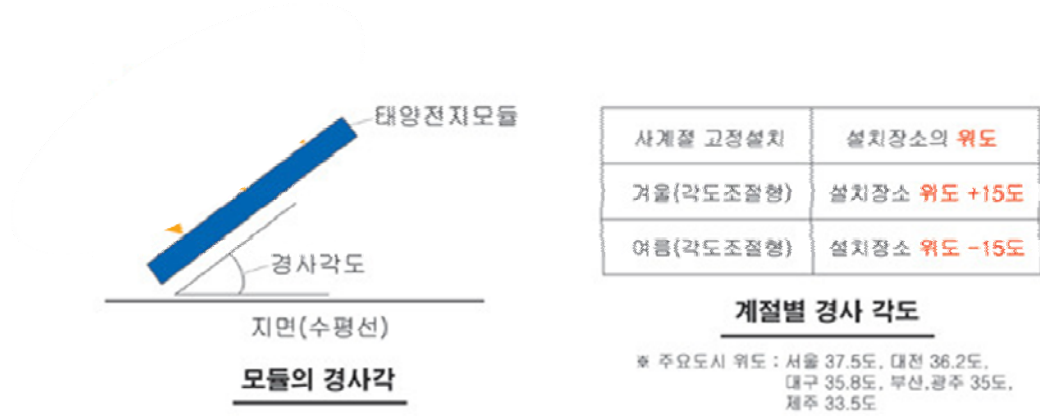 태양전지모듈
경사각도
지면(수평선)
모듈의 경사각
사계절 고정설치 설치장소의 위도
겨울(각도조절형) 설치장소 위도 +15도
여름(각도조절형) 설치장소 위도 -15도
계절별 경사 각도
※ 주요도시 위도 : 서울 37.5도, 대전 36.2도,
대구 35.8도, 부산,광주 35도,
제주 33.5도